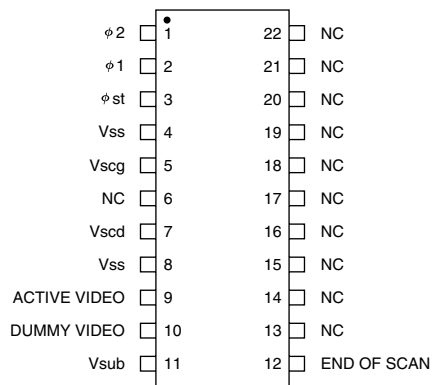 φ2 1 22 NC
φ1 2 21 NC
φst 3 20 NC
Vss 4 19 NC
Vscg 5 18 NC
NC 6 17 NC
Vscd 7 16 NC
Vss 8 15 NC
ACTIVE VIDEO 9 14 NC
DUMMY VIDEO 10 13 NC
Vsub 11 12 END OF SCAN